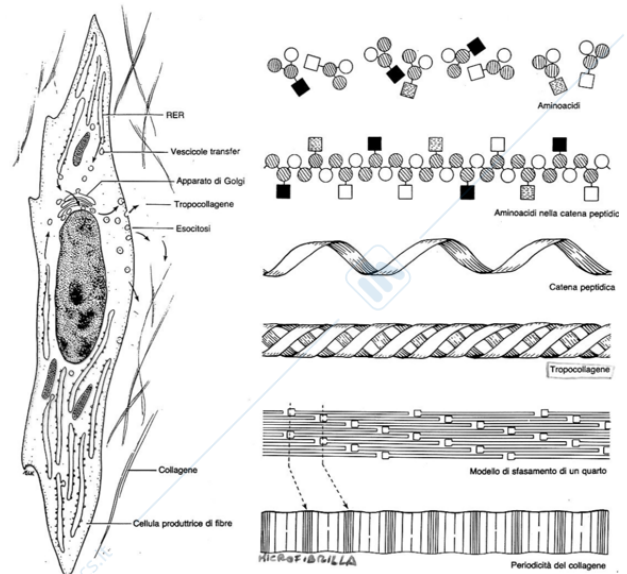 RER
Vescicole transfer
Apparato di Golgi
Tropocollagene
Esocitosi
Collagene
Cellula produttrice di fibre
Aminoacidi
Aminoacidi nella catena peptidica
Catena peptidica
Tropocollagene
Modello di sfasamento di un quarto
MICROFIBRILLA
Periodicità del collagene